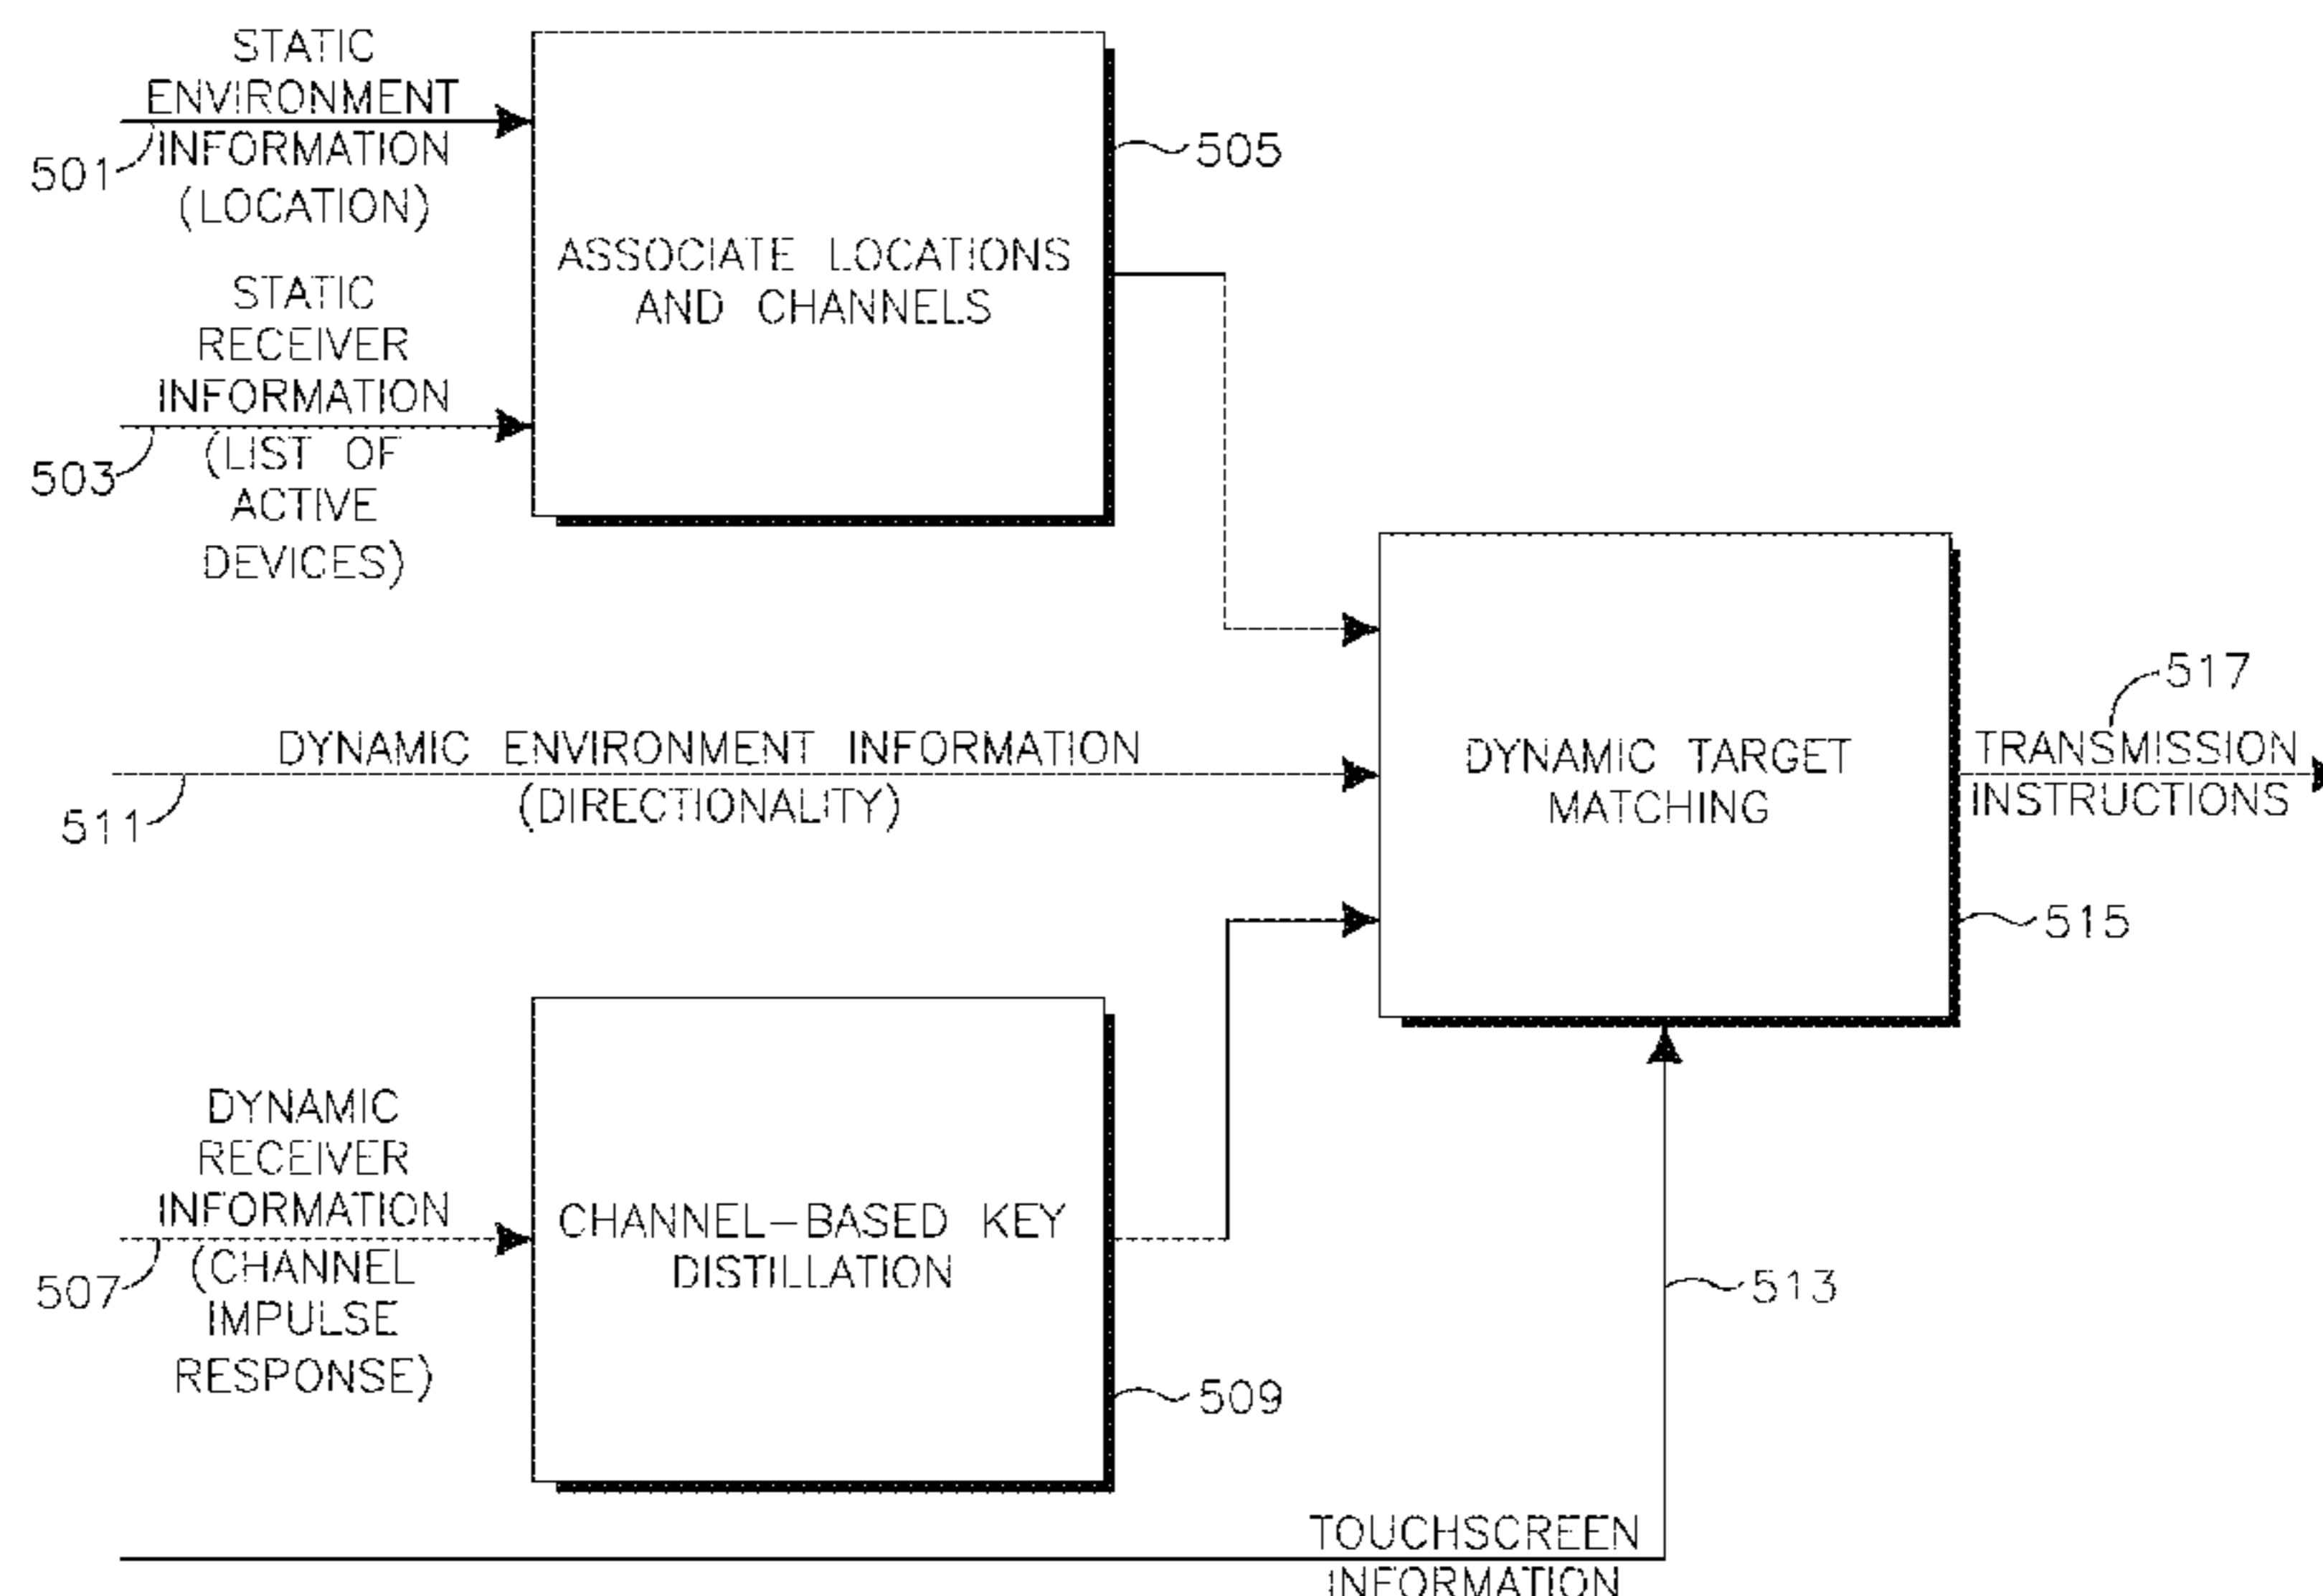 STATIC
ENVIRONMENT
INFORMATION
(LOCATION)
501
505
ASSOCIATE LOCATIONS
AND CHANNELS
STATIC
RECEIVER
INFORMATION
(LIST OF
ACTIVE
DEVICES)
503
517
DYNAMIC ENVIRONMENT INFORMATION
(DIRECTIONALITY)
511
DYNAMIC TARGET
MATCHING
TRANSMISSION
INSTRUCTIONS
515
DYNAMIC
RECEIVER
INFORMATION
(CHANNEL
IMPULSE
RESPONSE)
507
CHANNEL-BASED KEY
DISTILLATION
513
509
TOUCHSCREEN
INFORMATION